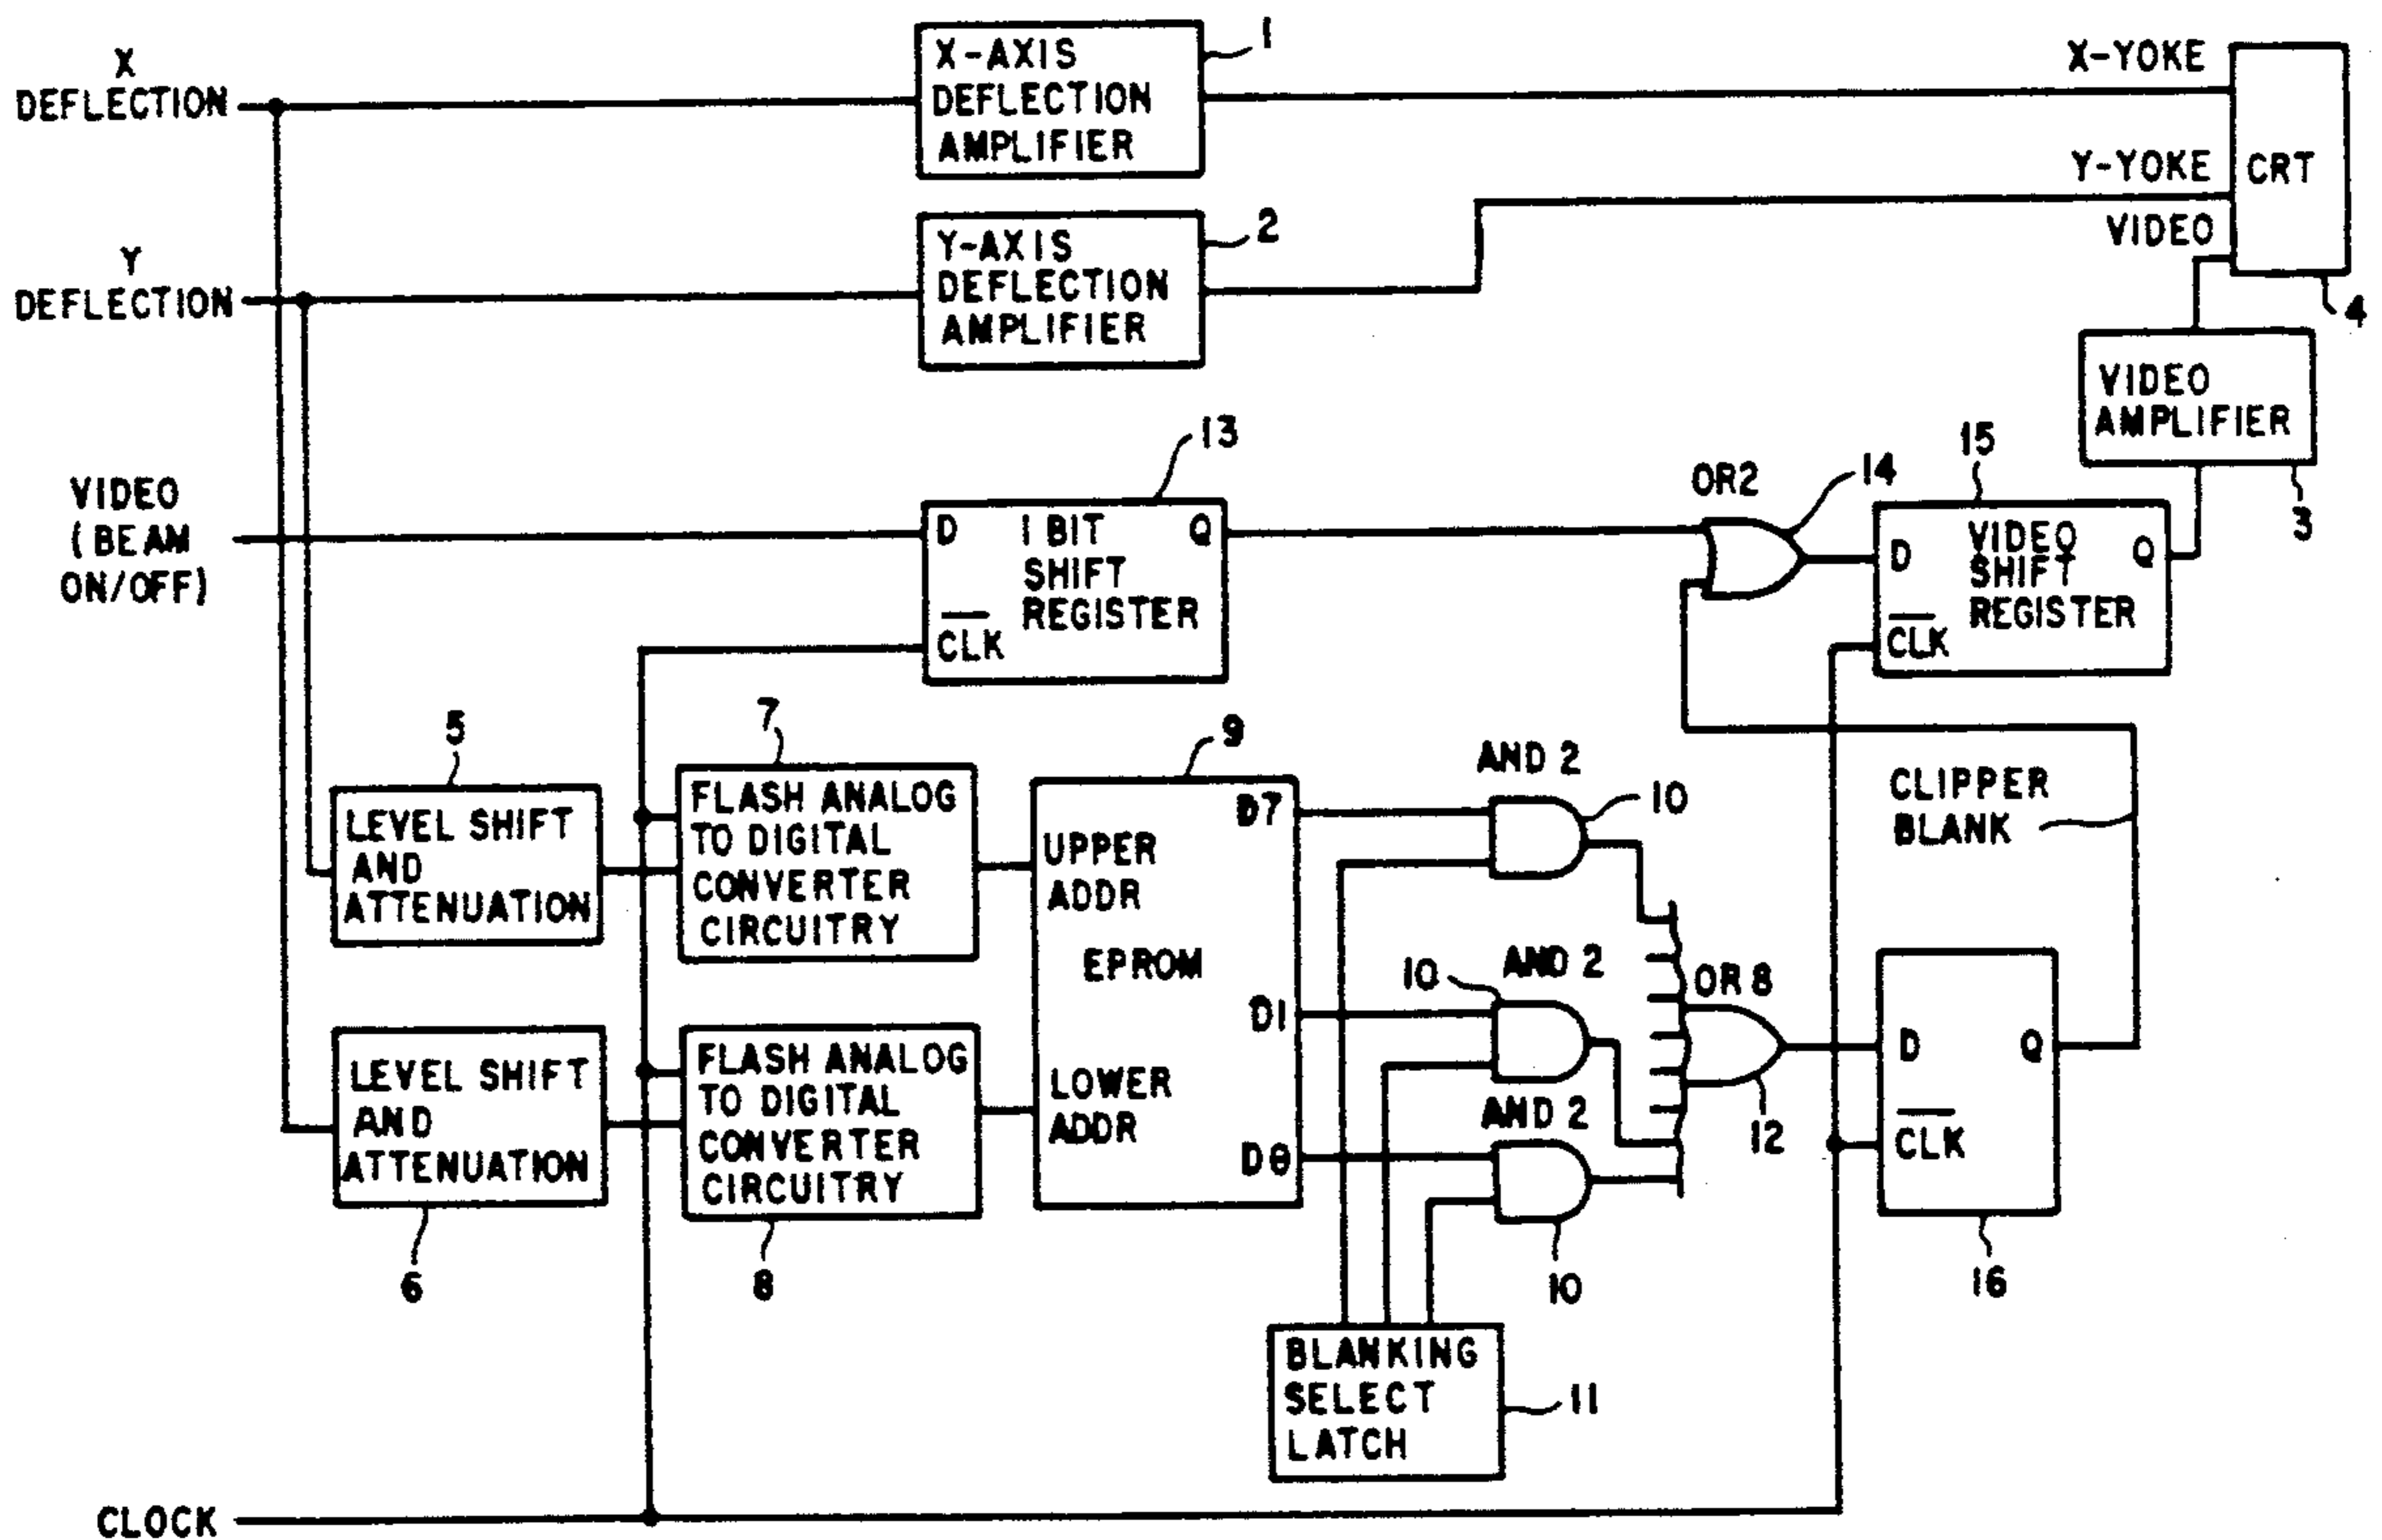 X
DEFLECTION
X-AXIS
DEFLECTION
AMPLIFIER
1
X-YOKE
Y-YOKE
VIDEO
CRT
4
Y
DEFLECTION
Y-AXIS
DEFLECTION
AMPLIFIER
2
VIDEO
AMPLIFIER
3
VIDEO
(BEAM
ON/OFF)
13
D
1 BIT
SHIFT
REGISTER
Q
CLK
OR2
14
15
D
VIDEO
SHIFT
REGISTER
Q
CLK
5
LEVEL SHIFT
AND
ATTENUATION
7
FLASH ANALOG
TO DIGITAL
CONVERTER
CIRCUITRY
9
D7
UPPER
ADDR
EPROM
D1
LOWER
ADDR
D0
AND 2
10
10
AND 2
AND 2
10
OR 8
12
CLIPPER
BLANK
D
Q
CLK
16
LEVEL SHIFT
AND
ATTENUATION
6
FLASH ANALOG
TO DIGITAL
CONVERTER
CIRCUITRY
8
BLANKING
SELECT
LATCH
11
CLOCK